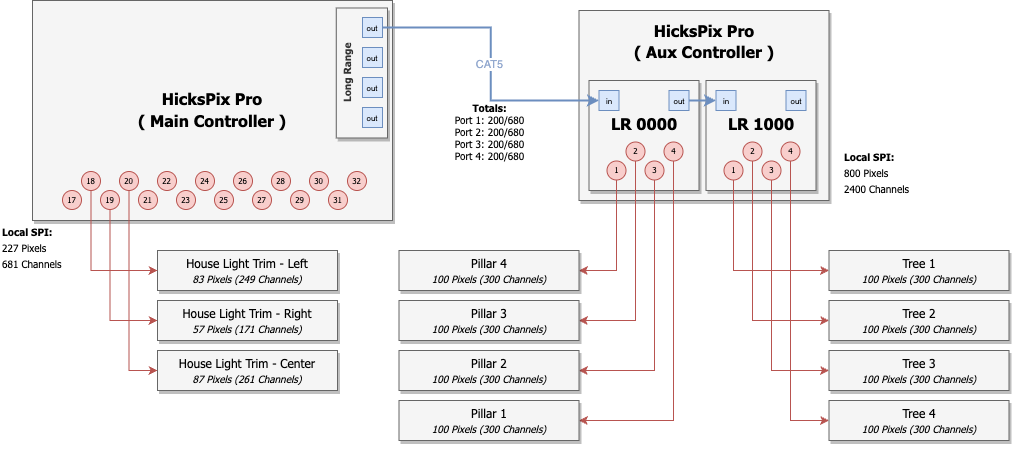 HicksPix Pro
( Main Controller )
Long Range
out
out
out
out
17
18
19
20
21
22
23
24
25
26
27
28
29
30
31
32
Local SPI:
227 Pixels
681 Channels
House Light Trim - Left
83 Pixels (249 Channels)
House Light Trim - Right
57 Pixels (171 Channels)
House Light Trim - Center
87 Pixels (261 Channels)
CAT5
Totals:
Port 1: 200/680
Port 2: 200/680
Port 3: 200/680
Port 4: 200/680
HicksPix Pro
( Aux Controller )
in
out
LR 0000
1
2
3
4
in
out
LR 1000
1
2
3
4
Local SPI:
800 Pixels
2400 Channels
Pillar 4
100 Pixels (300 Channels)
Pillar 3
100 Pixels (300 Channels)
Pillar 2
100 Pixels (300 Channels)
Pillar 1
100 Pixels (300 Channels)
Tree 1
100 Pixels (300 Channels)
Tree 2
100 Pixels (300 Channels)
Tree 3
100 Pixels (300 Channels)
Tree 4
100 Pixels (300 Channels)